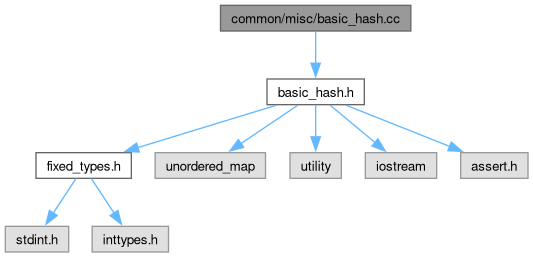 common/misc/basic_hash.cc
basic_hash.h
fixed_types.h
unordered_map
utility
iostream
assert.h
stdint.h
inttypes.h